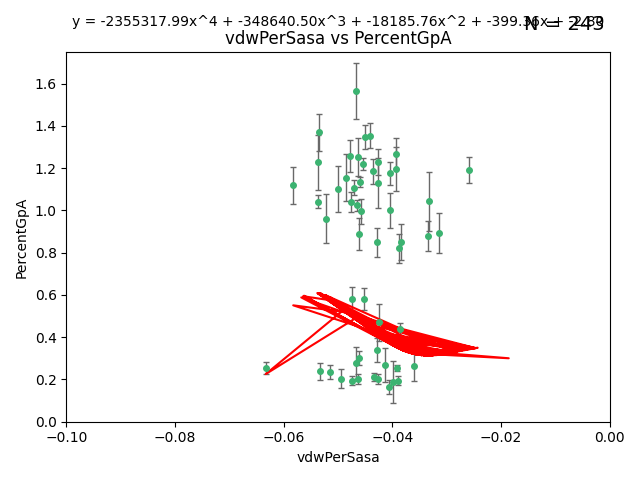 y = -2355317.99x^4 + -348640.50x^3 + -18185.76x^2 + -399.36x + -2.80
N = 243
vdwPerSasa vs PercentGpA
PercentGpA
1.6
1.4
1.2
1.0
0.8
0.6
0.4
0.2
0.0
−0.10 −0.08 −0.06 −0.04 −0.02 0.00
vdwPerSasa